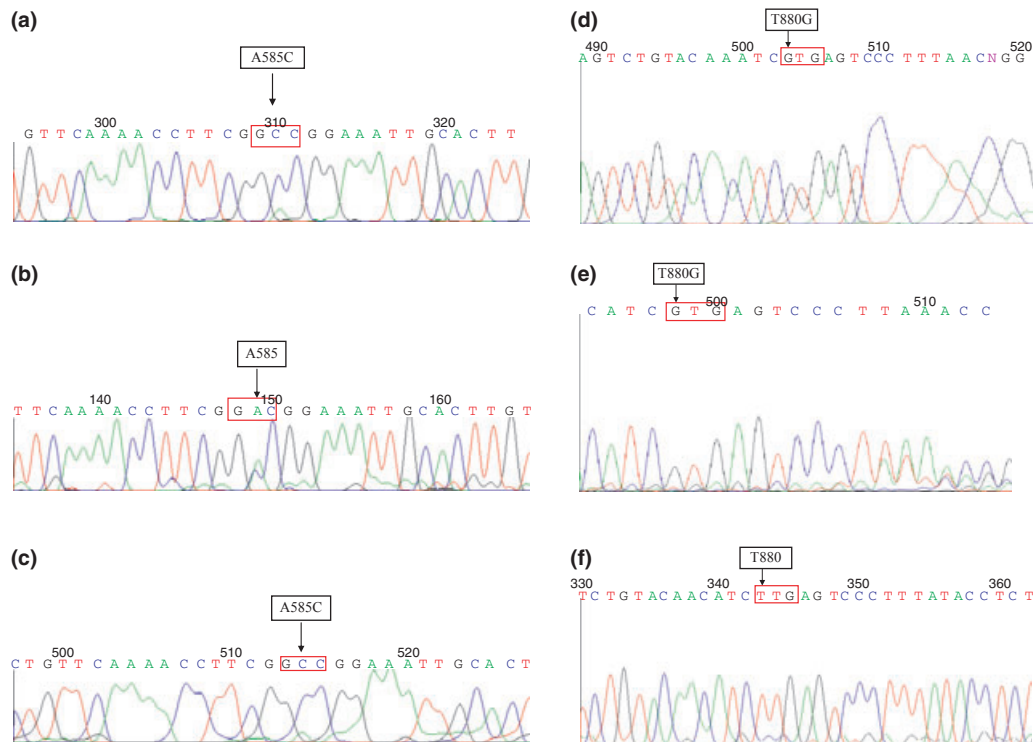 (a)
A585C
300 310 320
G T T C A A A A C C T T C G G C C G G A A A T T G C A C T T
(b)
A585
140 150 160
T T C A A A A C C T T C G G A C G G A A A T T G C A C T T G T
(c)
A585C
500 510 520
C T G T T C A A A A C C T T C G G C C G G A A A T T G C A C T
(d)
T880G
490 500 510 520
A G T C T G T A C A A A T C G T G A G T C C C T T T A A C N G G
(e)
T880G
500 510
C A T C G T G A G T C C C T T A A A C C
(f)
T880
330 340 350 360
T C T G T A C A A C A T C T T G A G T C C C T T T A T A C C T C T